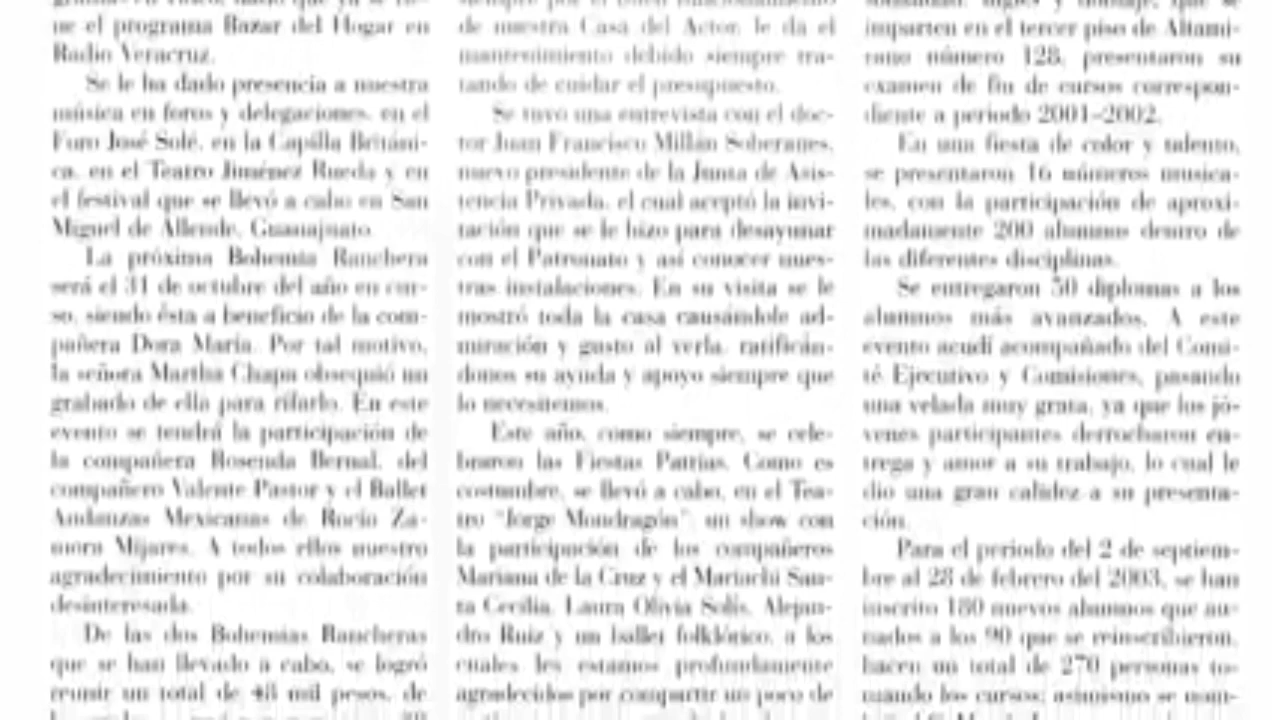 ne el programa Bazar del Hogar en
Radio Veracruz.
Se le ha dado presencia a nuestra
música en foros y delegaciones, en el
Foro José Solé, en la Capilla Británi-
ca, en el Teatro Jiménez Rueda y en
el festival que se llevó a cabo en San
Miguel de Allende, Guanajuato.
La próxima Bohemia Ranchera
será el 31 de octubre del año en cur-
so, siendo ésta a beneficio de la com-
pañera Dora María. Por tal motivo,
la señora Martha Chapa obsequió un
grabado de ella para rifarlo. En este
evento se tendrá la participación de
la compañera Rosenda Bernal, del
compañero Valente Pastor y el Ballet
Andanzas Mexicanas de Rocío Za-
mora Mijares. A todos ellos nuestro
agradecimiento por su colaboración
desinteresada.
De las dos Bohemias Rancheras
que se han llevado a cabo, se logró
reunir un total de mil pesos, de
de nuestra Casa del Actor, le da el
mantenimiento debido siempre tra-
tando de cuidar el presupuesto.
Se tuvo una entrevista con el doc-
tor Juan Francisco Millán Soberanes,
nuevo presidente de la Junta de Asis-
tencia Privada, el cual aceptó la invi-
tación que se le hizo para desayunar
con el Patronato y así conocer nues-
tras instalaciones. En su visita se le
mostró toda la casa causándole ad-
miración y gusto al verla, ratificán-
donos su ayuda y apoyo siempre que
lo necesitemos.
Este año, como siempre, se cele-
braron las Fiestas Patrias. Como es
costumbre, se llevó a cabo, en el Tea-
tro "Jorge Mondragón", un show con
la participación de los compañeros
Mariana de la Cruz y el Mariachi San-
ta Cecilia, Laura Olivia Solís, Alejan-
dro Ruiz y un ballet folklórico, a los
cuales les estamos profundamente
agradecidos por compartir un poco de
imparten en el tercer piso de Altami-
rano número 128, presentaron su
examen de fin de cursos correspon-
diente a periodo 2001-2002.
En una fiesta de color y talento,
se presentaron 16 números musica-
les, con la participación de aproxi-
madamente 200 alumnos dentro de
las diferentes disciplinas.
Se entregaron 50 diplomas a los
alumnos más avanzados. A este
evento acudí acompañado del Comi-
té Ejecutivo y Comisiones, pasando
una velada muy grata, ya que los jó-
venes participantes derrocharon en-
trega y amor a su trabajo, lo cual le
dio una gran calidez a su presenta-
ción.
Para el periodo del 2 de septiem-
bre al 28 de febrero del 2003, se han
inscrito 180 nuevos alumnos que au-
nados a los 90 que se reinscribieron,
hacen un total de 270 personas to-
mando los cursos; asimismo se nom-